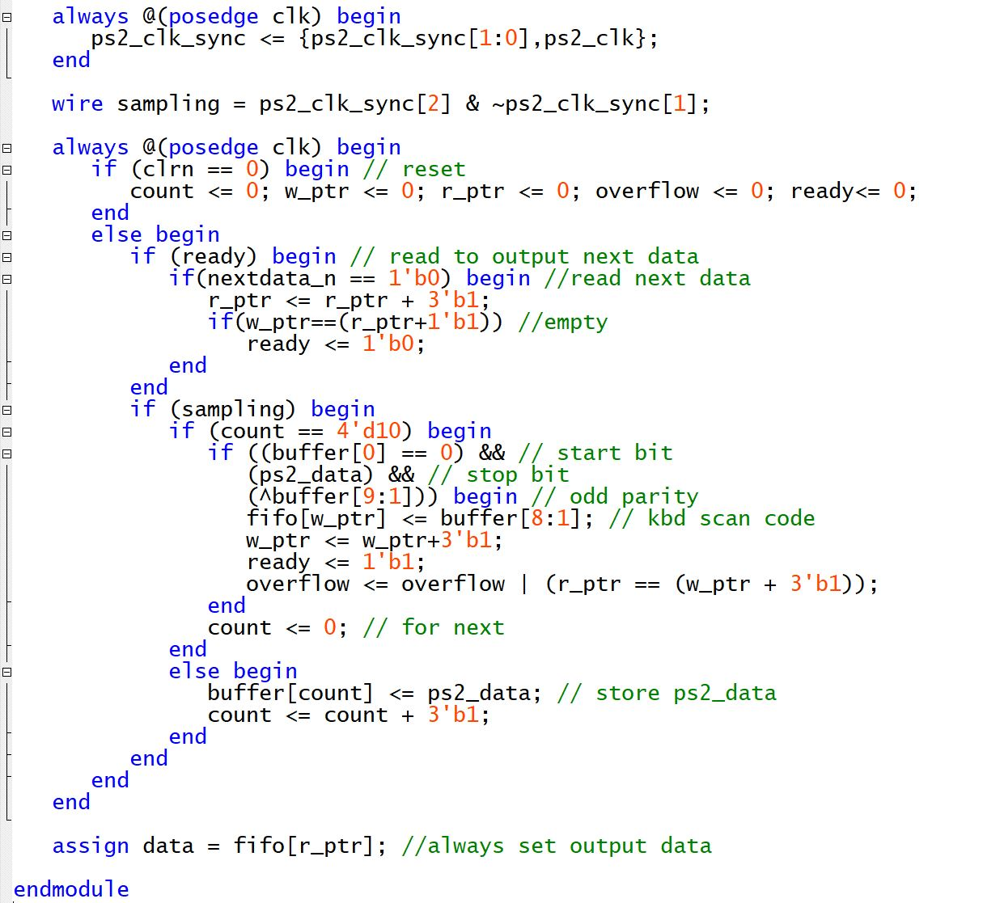 always @(posedge clk) begin
ps2_clk_sync <= {ps2_clk_sync[1:0],ps2_clk};
end
wire sampling = ps2_clk_sync[2] & ~ps2_clk_sync[1];
always @(posedge clk) begin
if (clrn == 0) begin // reset
count <= 0; w_ptr <= 0; r_ptr <= 0; overflow <= 0; ready<= 0;
end
else begin
if (ready) begin // read to output next data
if(nextdata_n == 1'b0) begin //read next data
r_ptr <= r_ptr + 3'b1;
if(w_ptr==(r_ptr+1'b1)) //empty
ready <= 1'b0;
end
end
if (sampling) begin
if (count == 4'd10) begin
if ((buffer[0] == 0) && // start bit
(ps2_data) && // stop bit
(^buffer[9:1])) begin // odd parity
fifo[w_ptr] <= buffer[8:1]; // kbd scan code
w_ptr <= w_ptr+3'b1;
ready <= 1'b1;
overflow <= overflow | (r_ptr == (w_ptr + 3'b1));
end
count <= 0; // for next
end
else begin
buffer[count] <= ps2_data; // store ps2_data
count <= count + 3'b1;
end
end
end
end
assign data = fifo[r_ptr]; //always set output data
endmodule